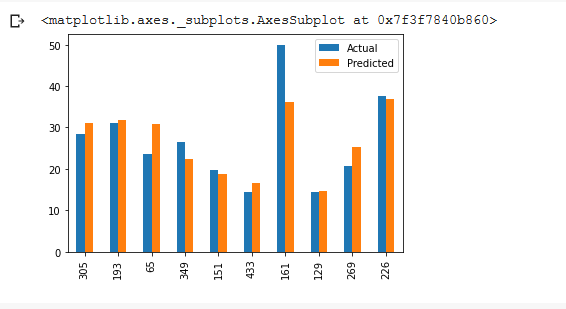 <matplotlib.axes._subplots.AxesSubplot at 0x7f3f7840b860>
Actual
Predicted
50
40
30
20
10
0
305 193 65 349 151 433 161 129 269 226